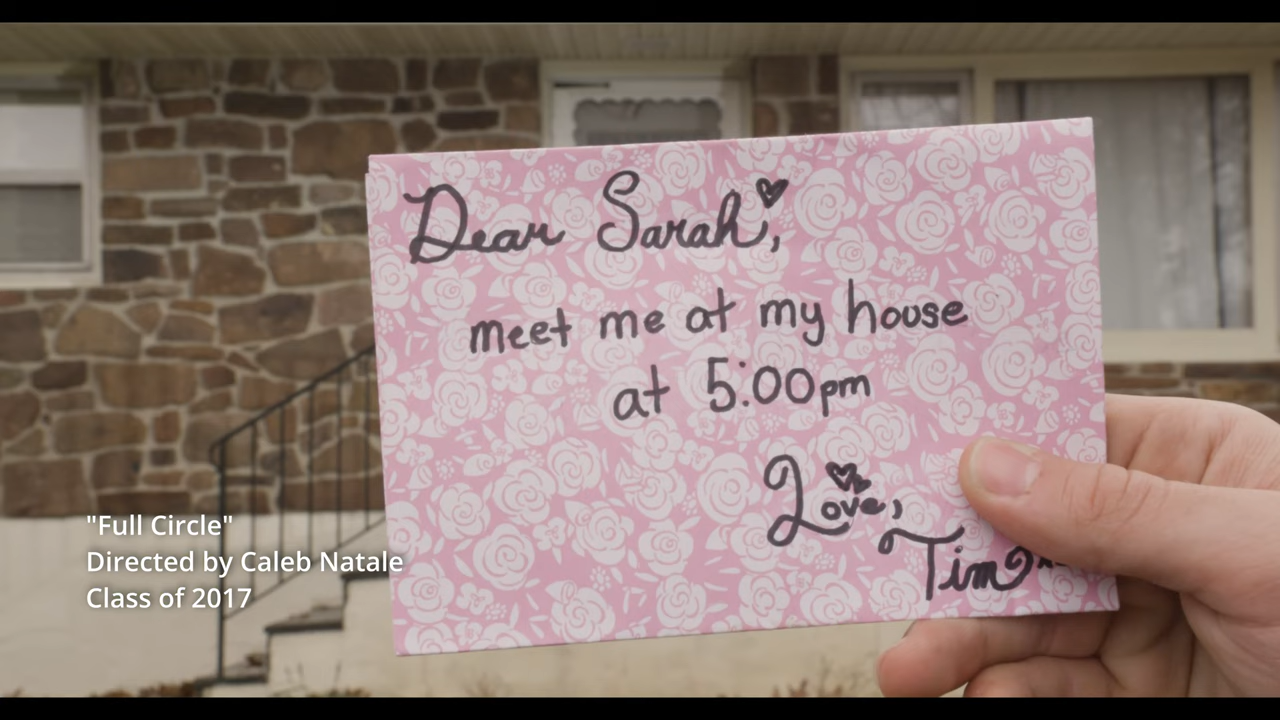 Dear Sarah,
meet me at my house
at 5:00pm
Love,
Tim
"Full Circle"
Directed by Caleb Natale
Class of 2017